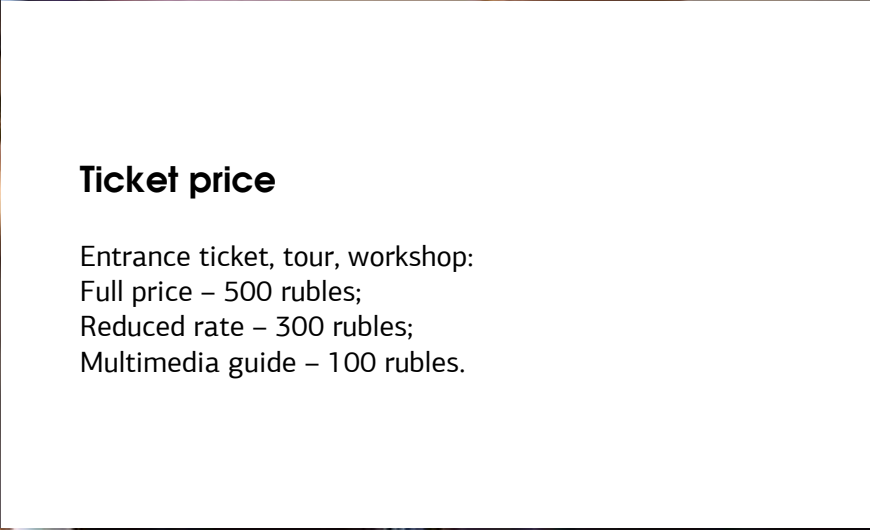 Ticket price
Entrance ticket, tour, workshop:
Full price – 500 rubles;
Reduced rate – 300 rubles;
Multimedia guide – 100 rubles.